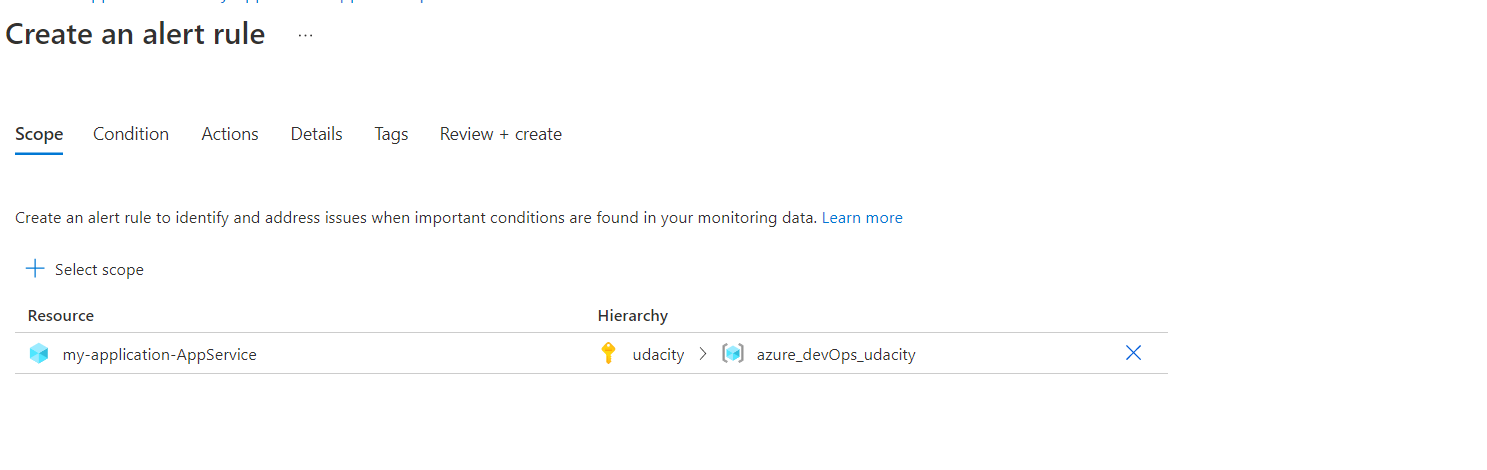 Create an alert rule ...
Scope Condition Actions Details Tags Review + create
Create an alert rule to identify and address issues when important conditions are found in your monitoring data. Learn more
+ Select scope
Resource Hierarchy
my-application-AppService udacity > azure_devOps_udacity